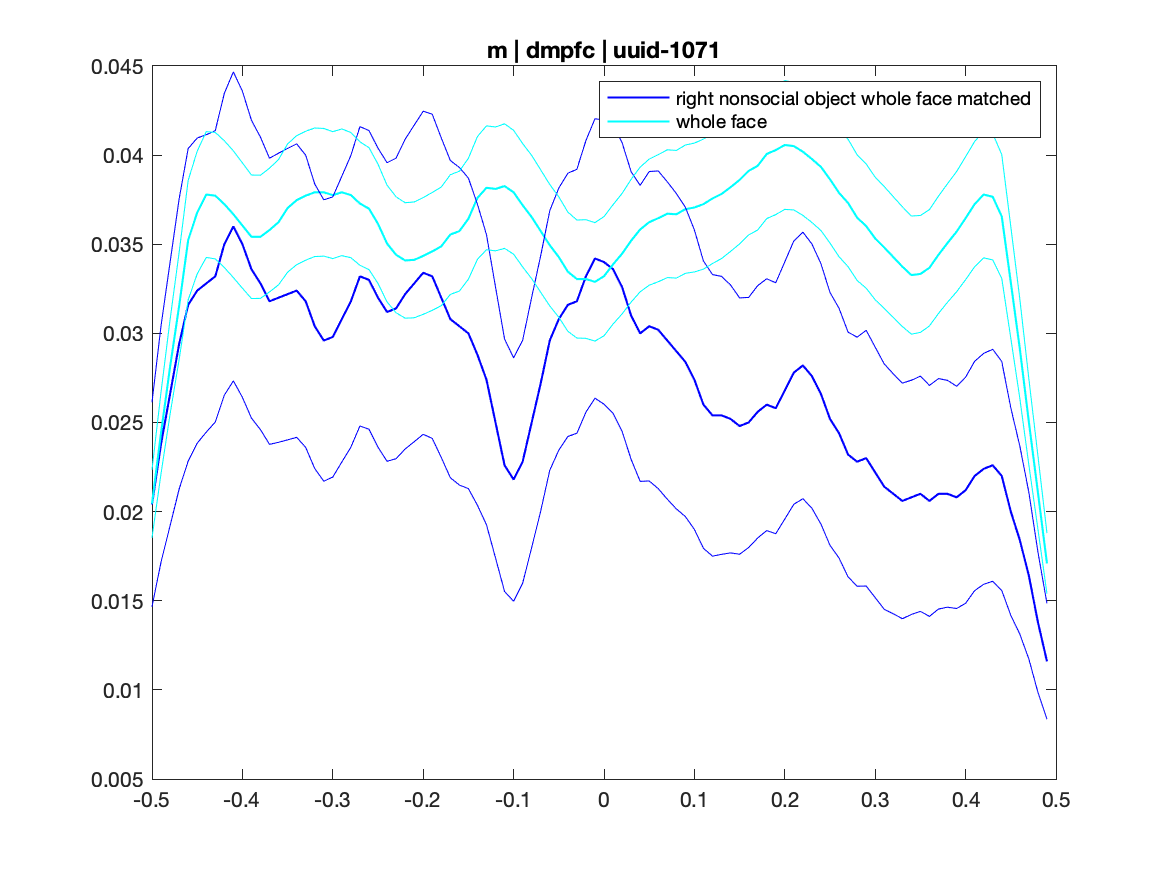 m | dmpfc | uuid-1071
right nonsocial object whole face matched
whole face
0.045
0.04
0.035
0.03
0.025
0.02
0.015
0.01
0.005
-0.5 -0.4 -0.3 -0.2 -0.1 0 0.1 0.2 0.3 0.4 0.5